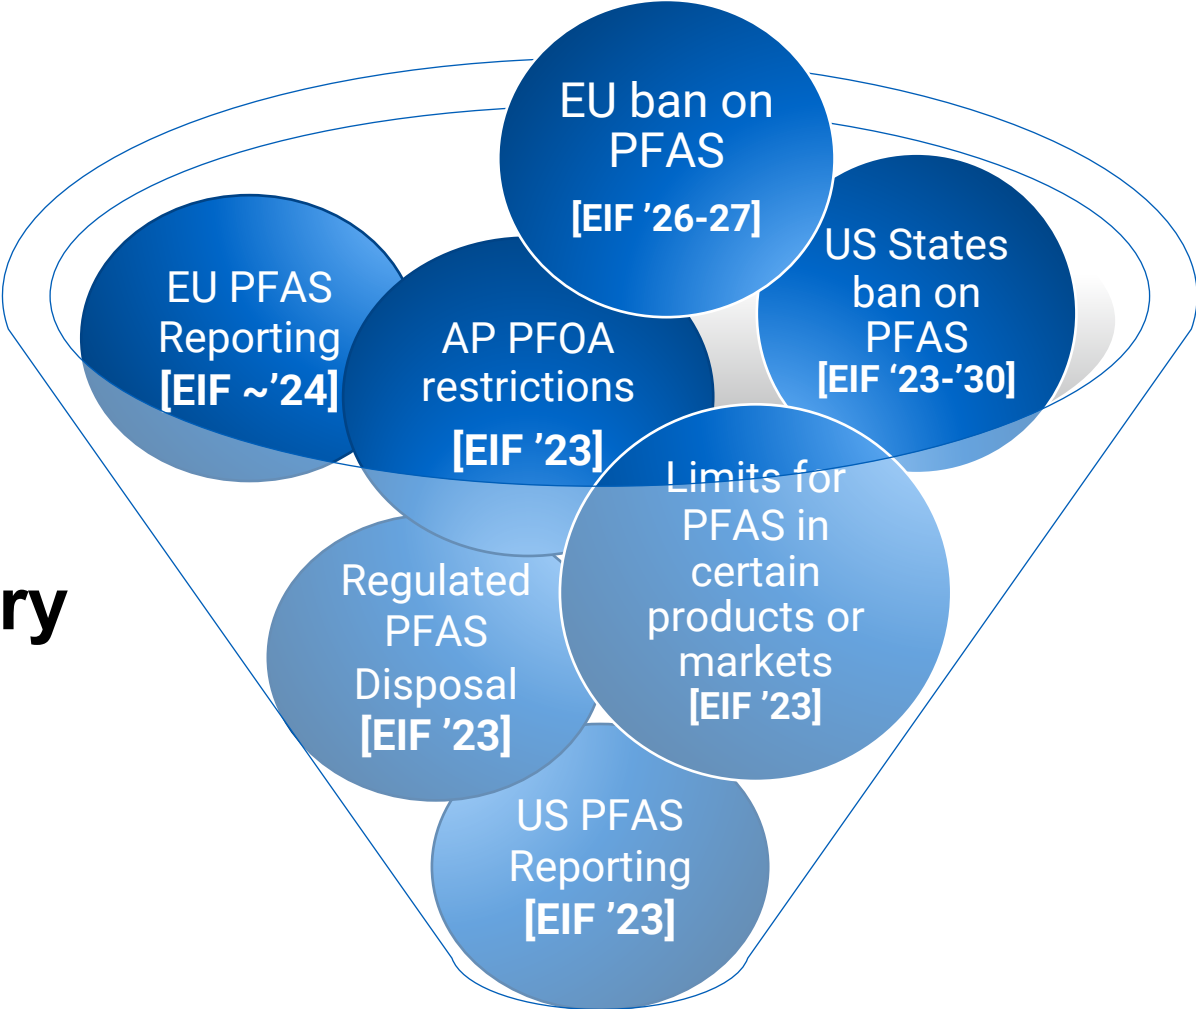 EU ban on
PFAS
[EIF ’26-27]
US States
ban on
PFAS
[EIF ‘23-’30]
EU PFAS
Reporting
[EIF ~’24]
AP PFOA
restrictions
[EIF ’23]
Limits for
PFAS in
certain
products or
markets
[EIF ’23]
Regulated
PFAS
Disposal
[EIF ’23]
ry
US PFAS
Reporting
[EIF ’23]